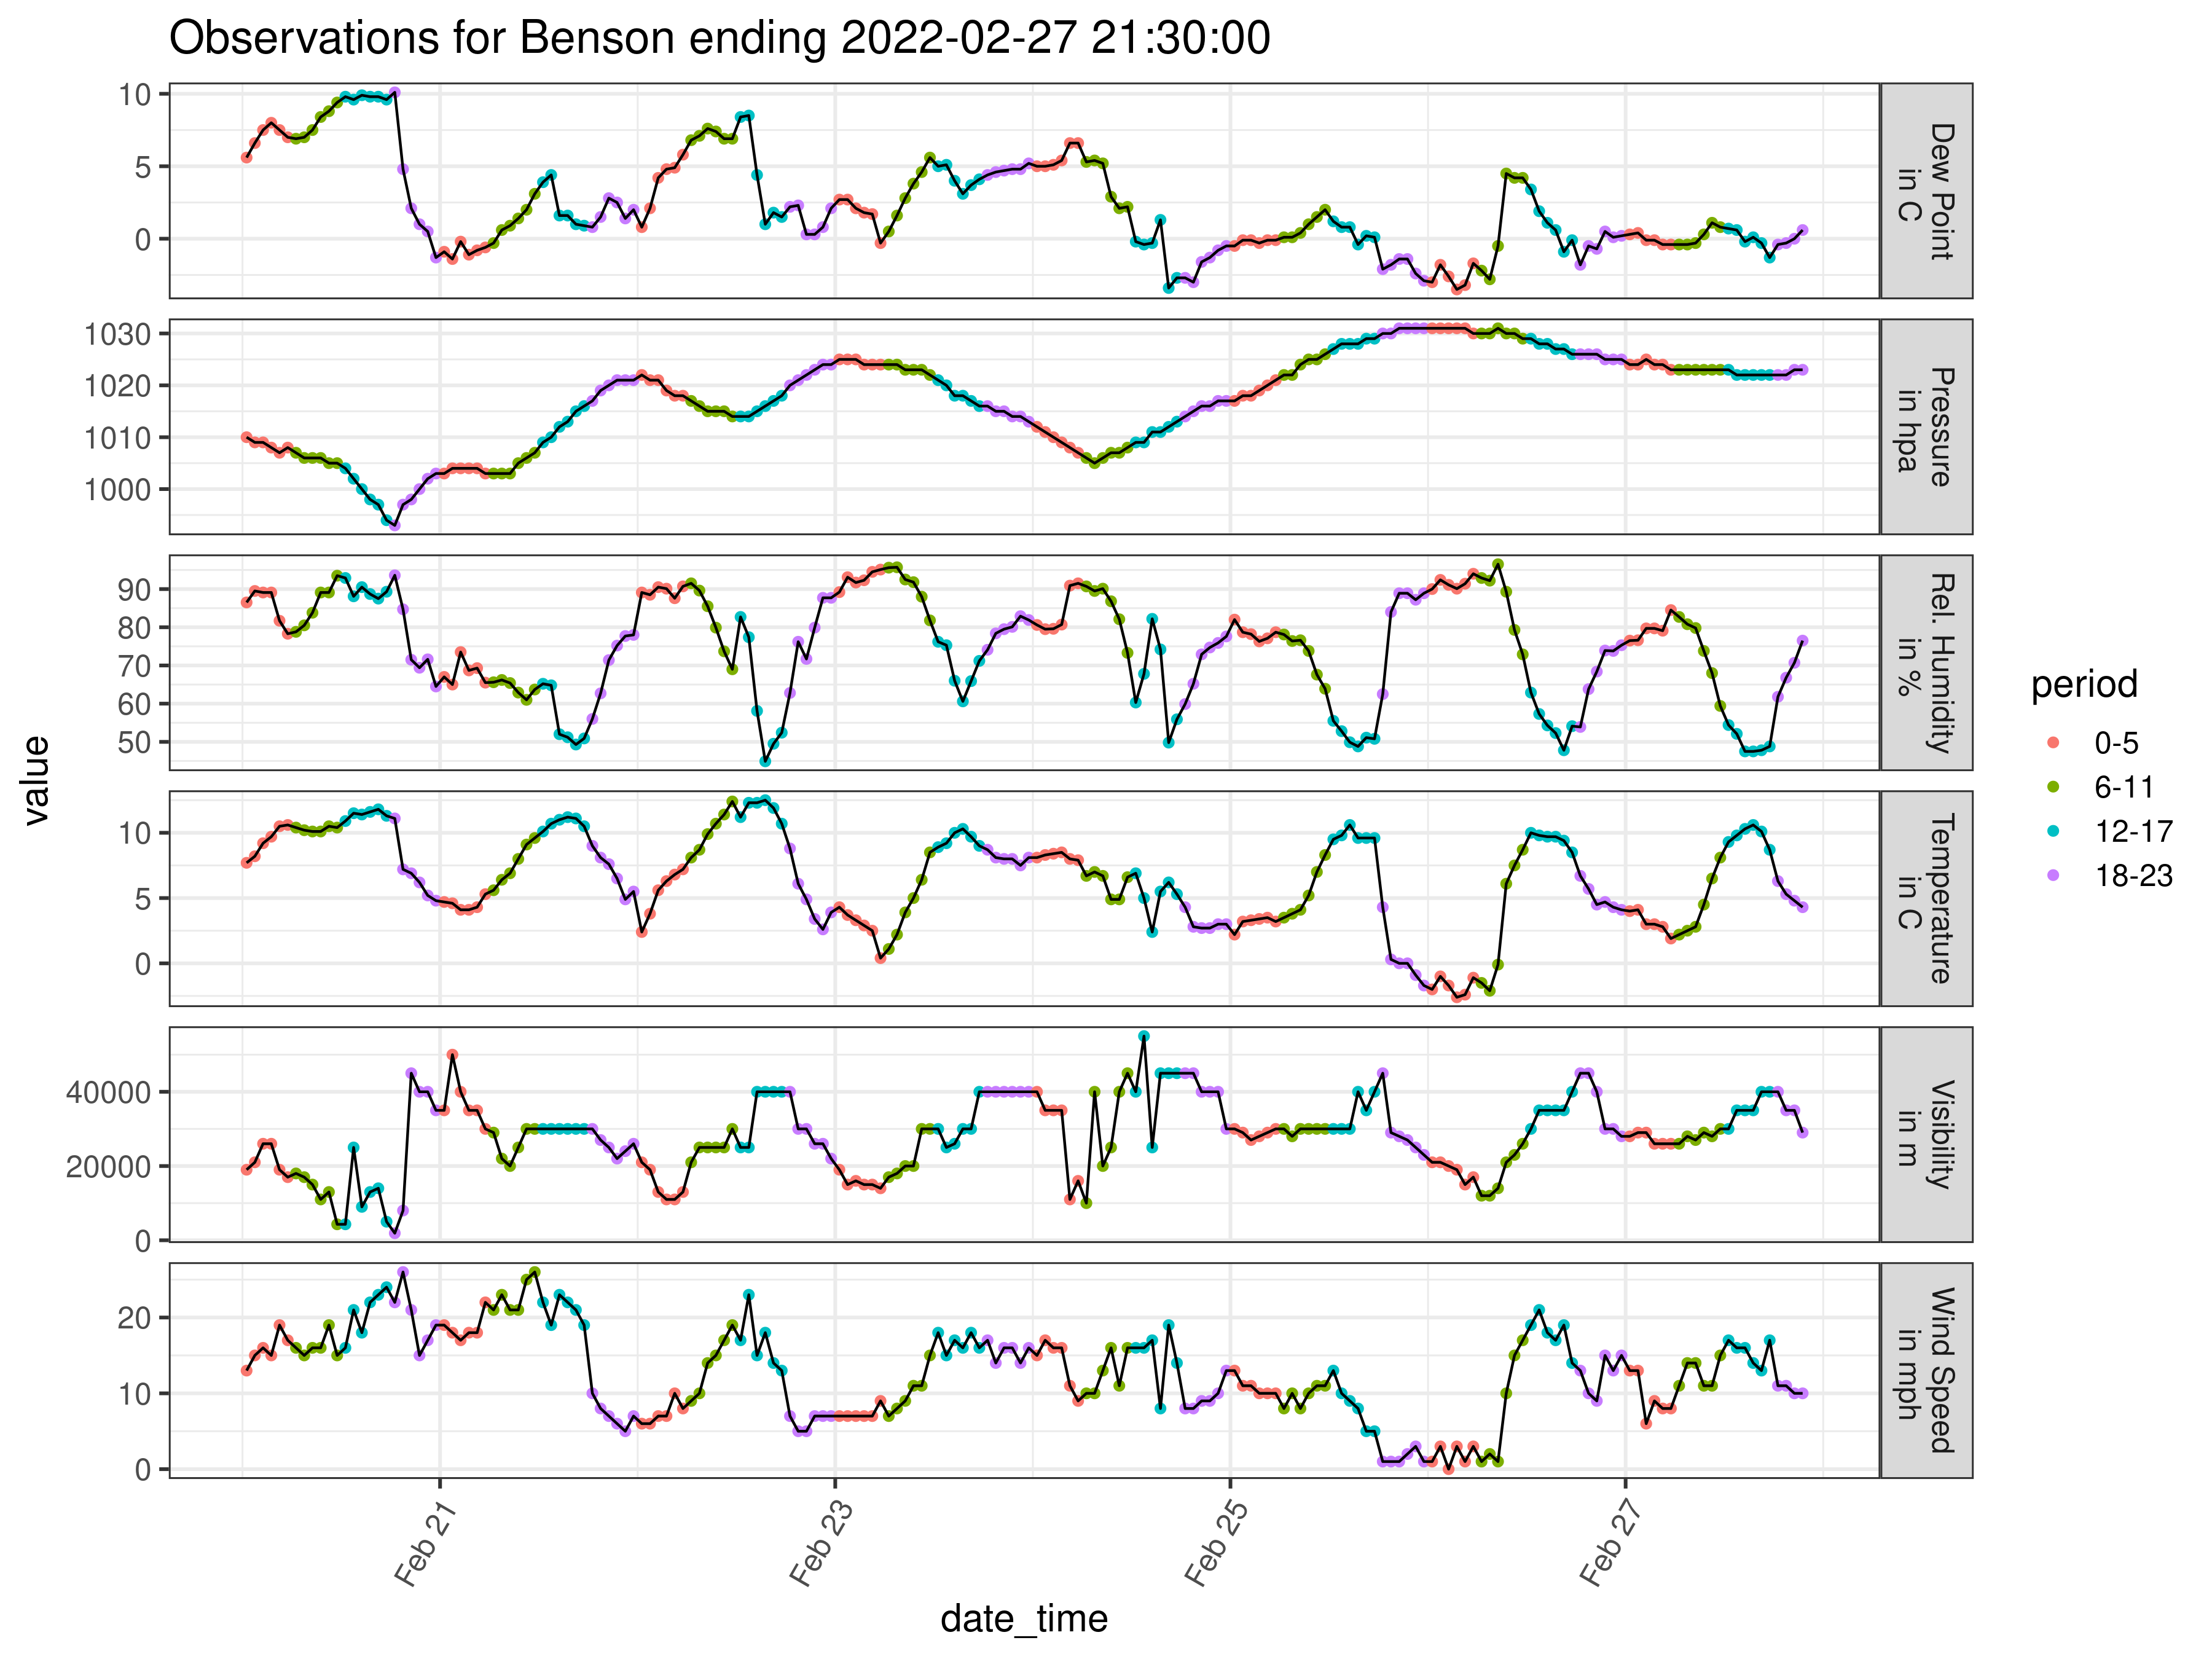 Observations for Benson ending 2022-02-27 21:30:00
value
10
5
0
Dew Point
in C
1030
1020
1010
1000
Pressure
in hpa
90
80
70
60
50
Rel. Humidity
in %
10
5
0
Temperature
in C
40000
20000
0
Visibility
in m
20
10
0
Wind Speed
in mph
Feb 21
Feb 23
Feb 25
Feb 27
date_time
period
0-5
6-11
12-17
18-23